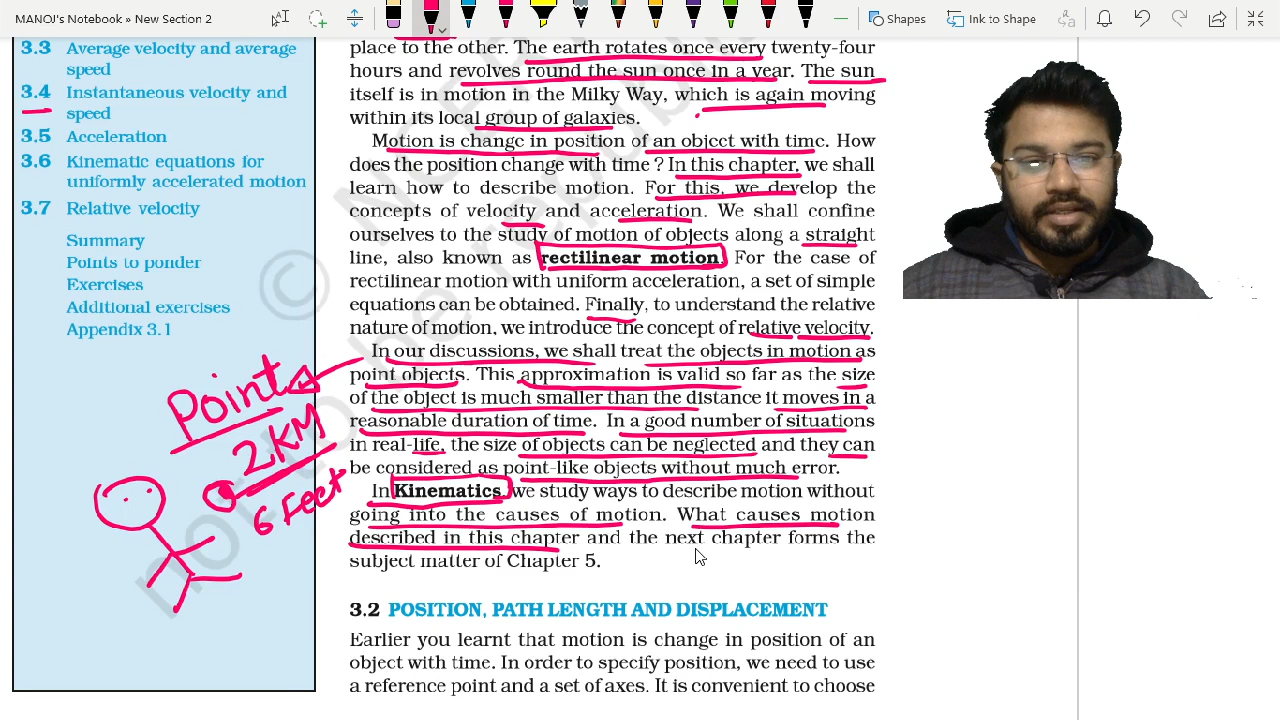 MANOJ's Notebook » New Section 2
Shapes
Ink to Shape
3.3 Average velocity and average
speed
3.4 Instantaneous velocity and
speed
3.5 Acceleration
3.6 Kinematic equations for
uniformly accelerated motion
3.7 Relative velocity
Summary
Points to ponder
Exercises
Additional exercises
Appendix 3.1
Point
2 KM
6 Feet
place to the other. The earth rotates once every twenty-four
hours and revolves round the sun once in a year. The sun
itself is in motion in the Milky Way, which is again moving
within its local group of galaxies.
Motion is change in position of an object with time. How
does the position change with time ? In this chapter, we shall
learn how to describe motion. For this, we develop the
concepts of velocity and acceleration. We shall confine
ourselves to the study of motion of objects along a straight
line, also known as rectilinear motion. For the case of
rectilinear motion with uniform acceleration, a set of simple
equations can be obtained. Finally, to understand the relative
nature of motion, we introduce the concept of relative velocity.
In our discussions, we shall treat the objects in motion as
point objects. This approximation is valid so far as the size
of the object is much smaller than the distance it moves in a
reasonable duration of time. In a good number of situations
in real-life, the size of objects can be neglected and they can
be considered as point-like objects without much error.
In Kinematics, we study ways to describe motion without
going into the causes of motion. What causes motion
described in this chapter and the next chapter forms the
subject matter of Chapter 5.
3.2 POSITION, PATH LENGTH AND DISPLACEMENT
Earlier you learnt that motion is change in position of an
object with time. In order to specify position, we need to use
a reference point and a set of axes. It is convenient to choose